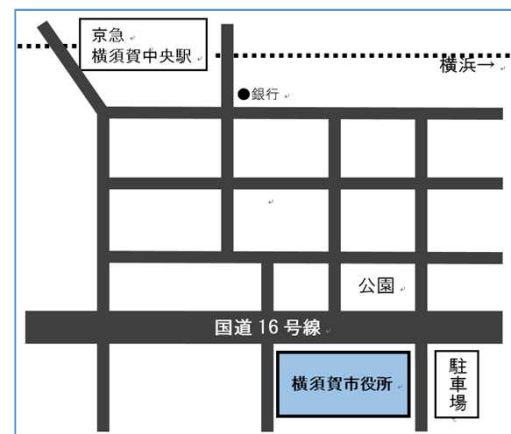 京急
横須賀中央駅
横浜→
●銀行
公園
国道16号線
横須賀市役所
駐車場